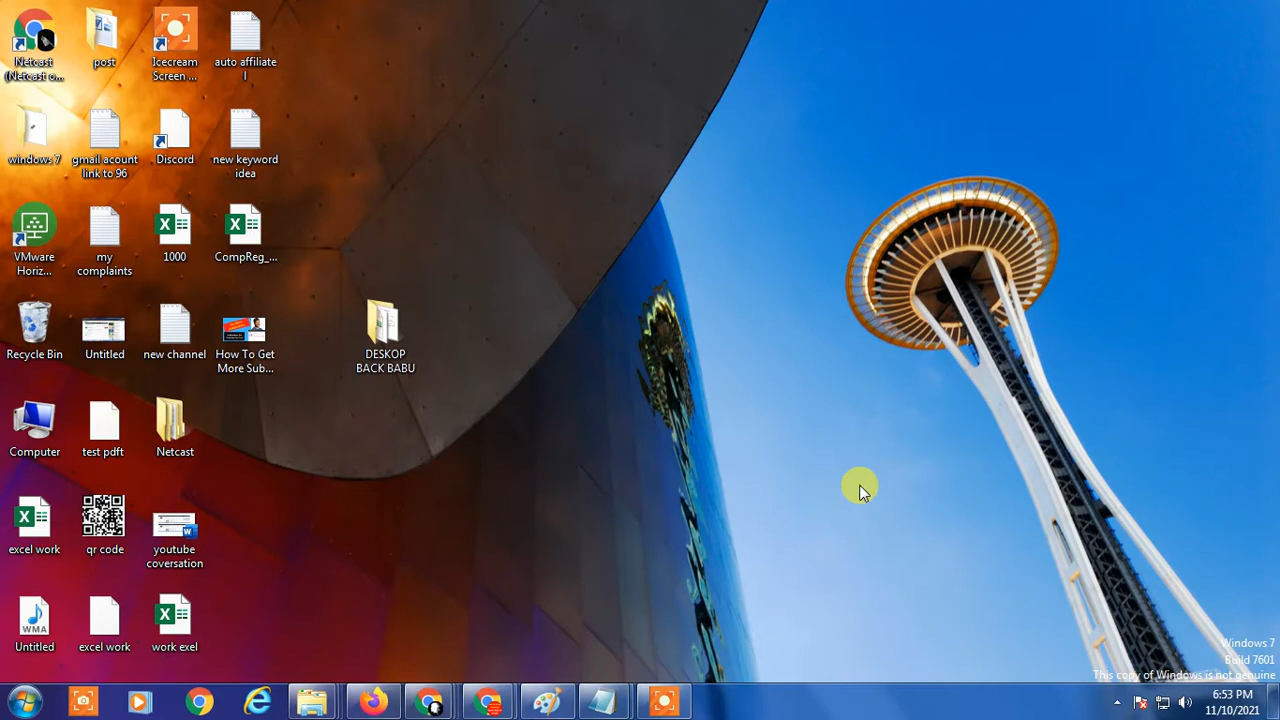 Netcast
(Netcast o...
post
Icecream
Screen ...
auto affiliate
l
windows 7
gmail acount
link to 96
Discord
new keyword
idea
VMware
Horiz...
my
complaints
1000
CompReg_...
Recycle Bin
Untitled
new channel
How To Get
More Sub...
DESKOP
BACK BABU
Computer
test pdft
Netcast
excel work
qr code
youtube
coversation
WMA
Untitled
excel work
work exel
Windows 7
Build 7601
This copy of Windows is not genuine
6:53 PM
11/10/2021